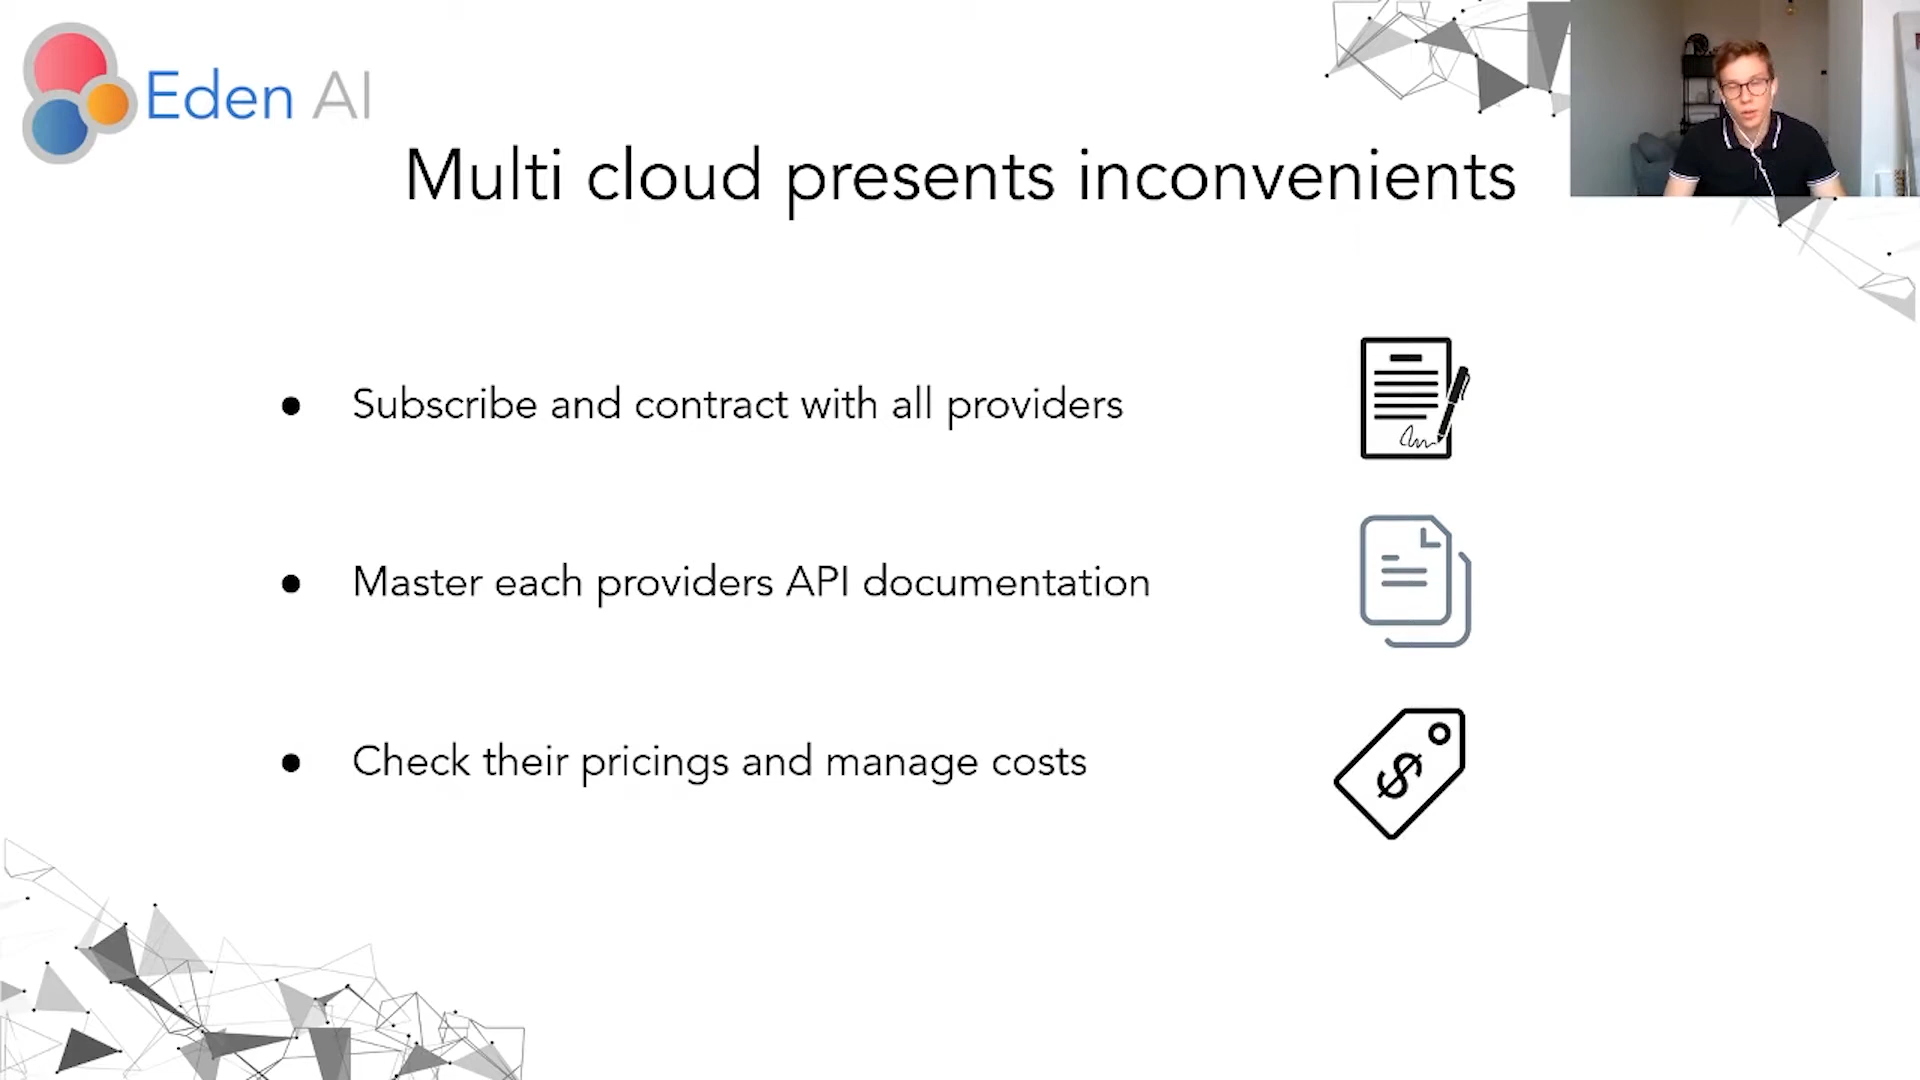 Eden AI
Multi cloud presents inconvenients
Subscribe and contract with all providers
Master each providers API documentation
Check their pricings and manage costs
$